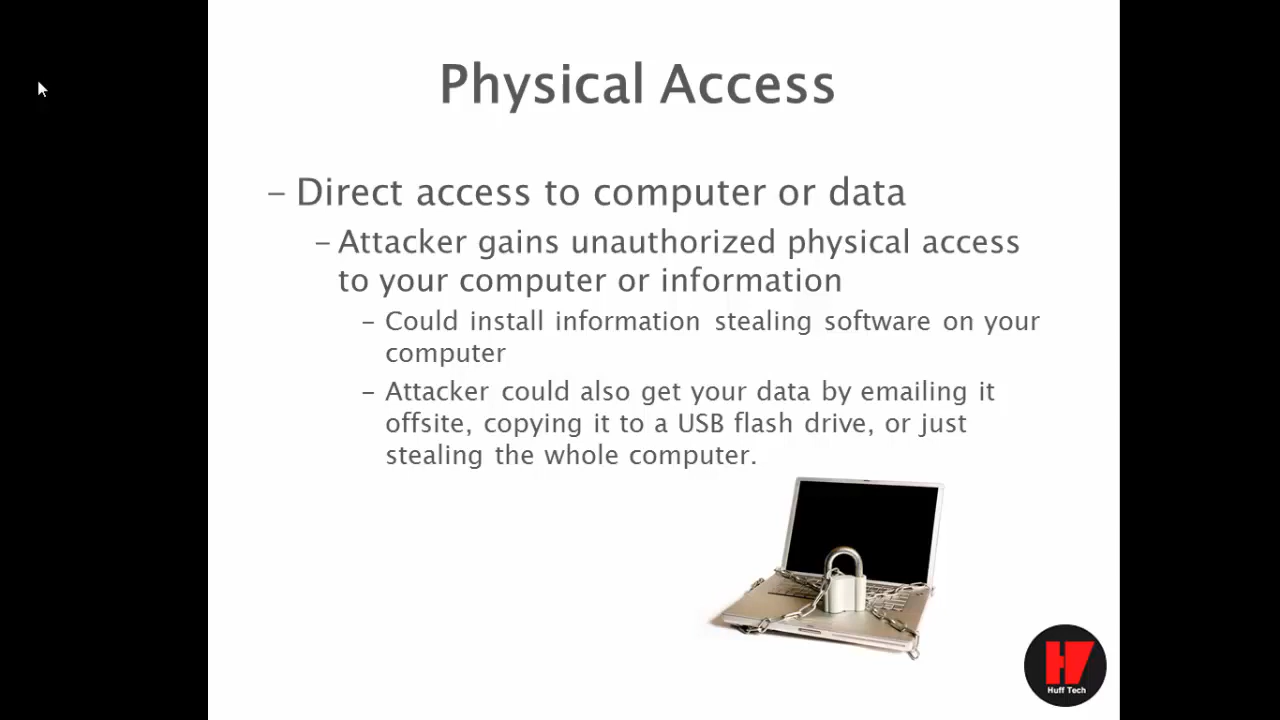 Physical Access
– Direct access to computer or data
– Attacker gains unauthorized physical access
to your computer or information
– Could install information stealing software on your
computer
– Attacker could also get your data by emailing it
offsite, copying it to a USB flash drive, or just
stealing the whole computer.
H7
Huff Tech